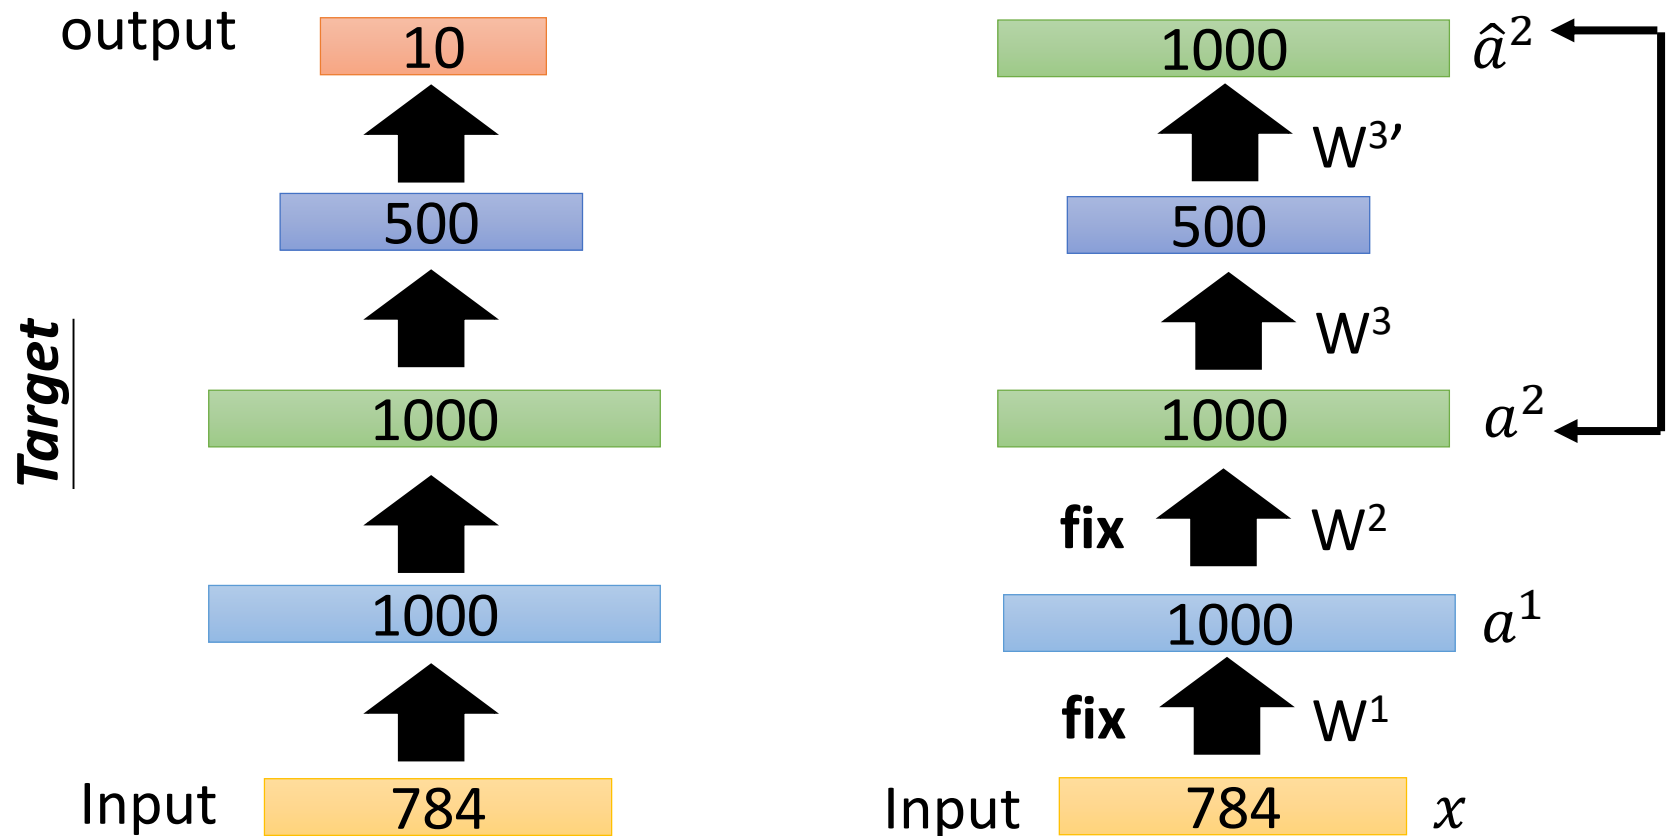 output
10
500
Target
1000
1000
Input
784
1000
â²
W³’
500
W³
1000
a²
fix
W²
1000
a¹
fix
W¹
Input
784
x